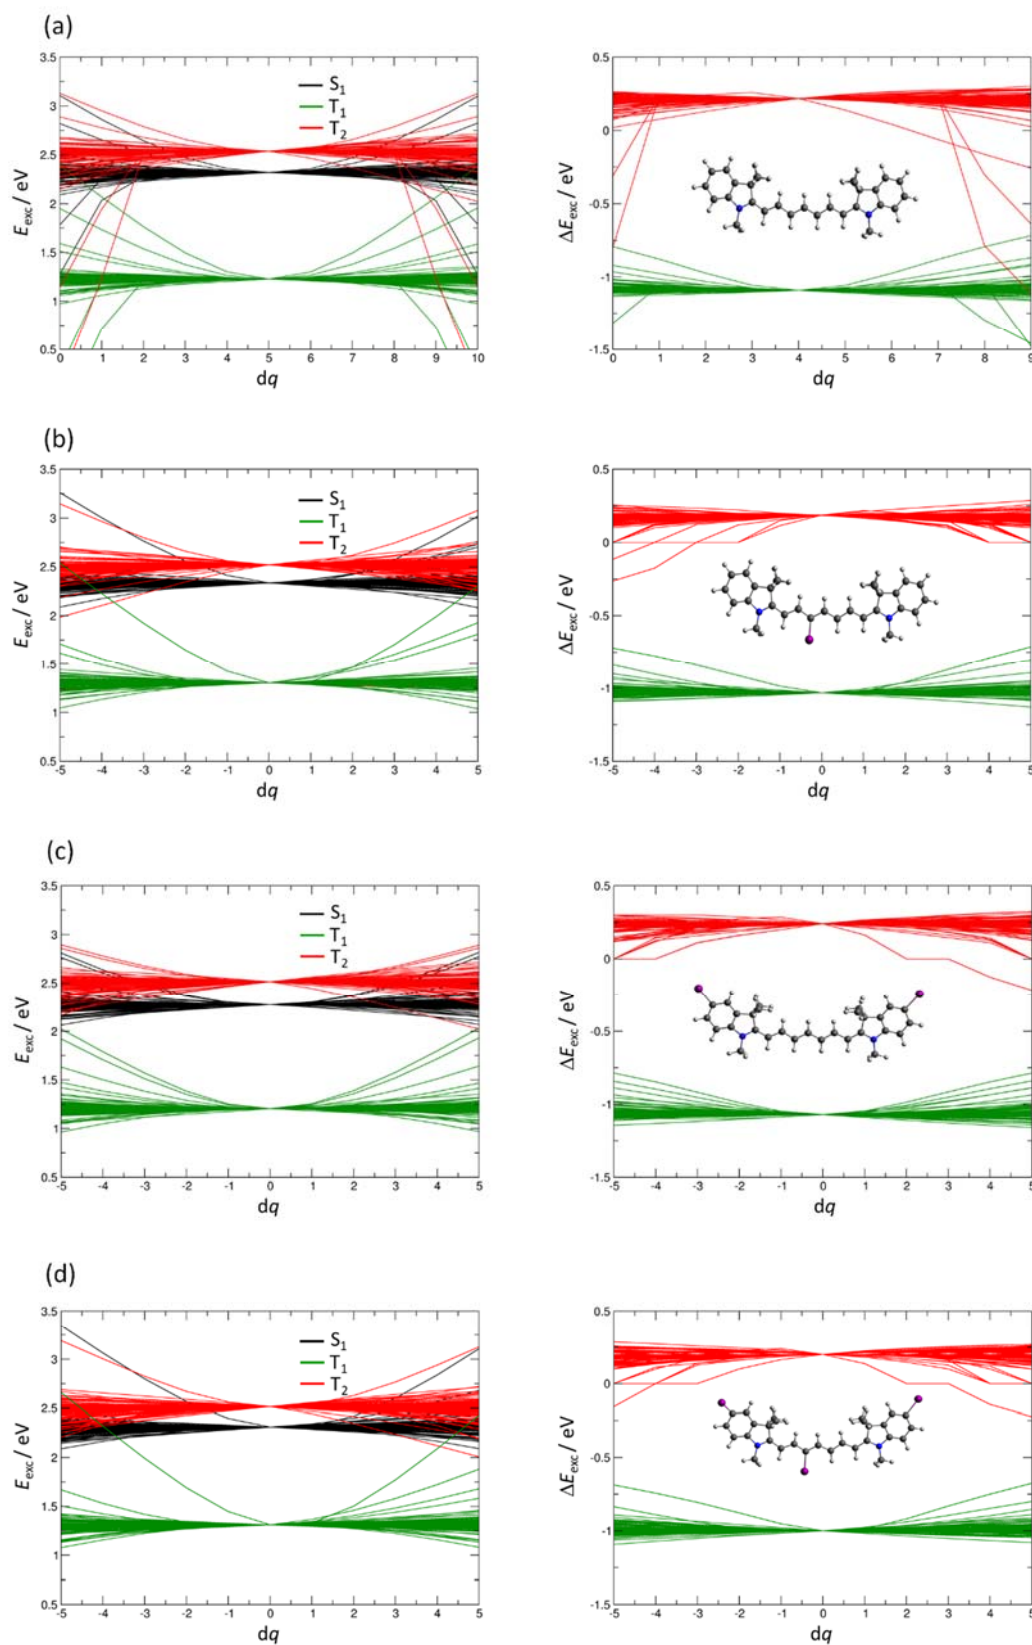 (a)
3.5
3
2.5
2
1.5
1
0.5
E_exc / eV
0 1 2 3 4 5 6 7 8 9 10
dq
S1
T1
T2
0.5
0
-0.5
-1
-1.5
ΔE_exc / eV
0 1 2 3 4 5 6 7 8 9
dq
(b)
3.5
3
2.5
2
1.5
1
0.5
E_exc / eV
-5 -4 -3 -2 -1 0 1 2 3 4 5
dq
S1
T1
T2
0.5
0
-0.5
-1
-1.5
ΔE_exc / eV
-5 -4 -3 -2 -1 0 1 2 3 4 5
dq
(c)
3.5
3
2.5
2
1.5
1
0.5
E_exc / eV
-5 -4 -3 -2 -1 0 1 2 3 4 5
dq
S1
T1
T2
0.5
0
-0.5
-1
-1.5
ΔE_exc / eV
-5 -4 -3 -2 -1 0 1 2 3 4 5
dq
(d)
3.5
3
2.5
2
1.5
1
0.5
E_exc / eV
-5 -4 -3 -2 -1 0 1 2 3 4 5
dq
S1
T1
T2
0.5
0
-0.5
-1
-1.5
ΔE_exc / eV
-5 -4 -3 -2 -1 0 1 2 3 4 5
dq